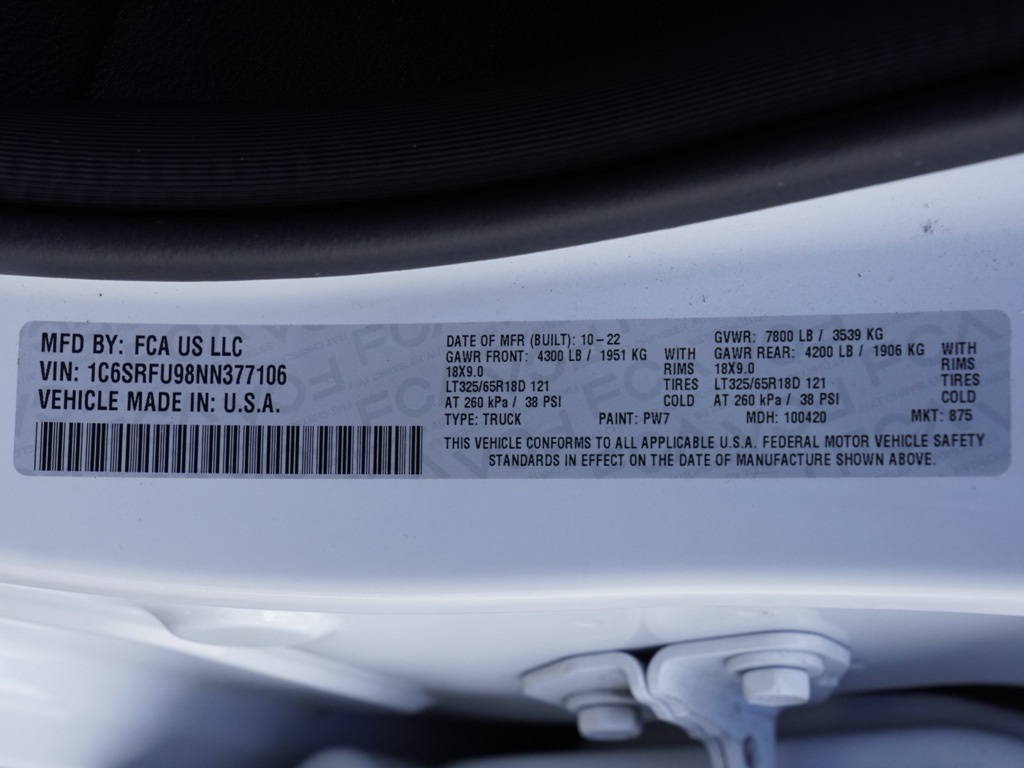 MFD BY: FCA US LLC
VIN: 1C6SRFU98NN377106
VEHICLE MADE IN: U.S.A.
DATE OF MFR (BUILT): 10-22
GVWR: 7800 LB / 3539 KG
GAWR FRONT: 4300 LB / 1951 KG WITH
GAWR REAR: 4200 LB / 1906 KG WITH
18X9.0 RIMS
18X9.0 RIMS
LT325/65R18D 121 TIRES
LT325/65R18D 121 TIRES
AT 260 kPa / 38 PSI COLD
AT 260 kPa / 38 PSI COLD
TYPE: TRUCK PAINT: PW7 MDH: 100420 MKT: 875
THIS VEHICLE CONFORMS TO ALL APPLICABLE U.S.A. FEDERAL MOTOR VEHICLE SAFETY
STANDARDS IN EFFECT ON THE DATE OF MANUFACTURE SHOWN ABOVE.